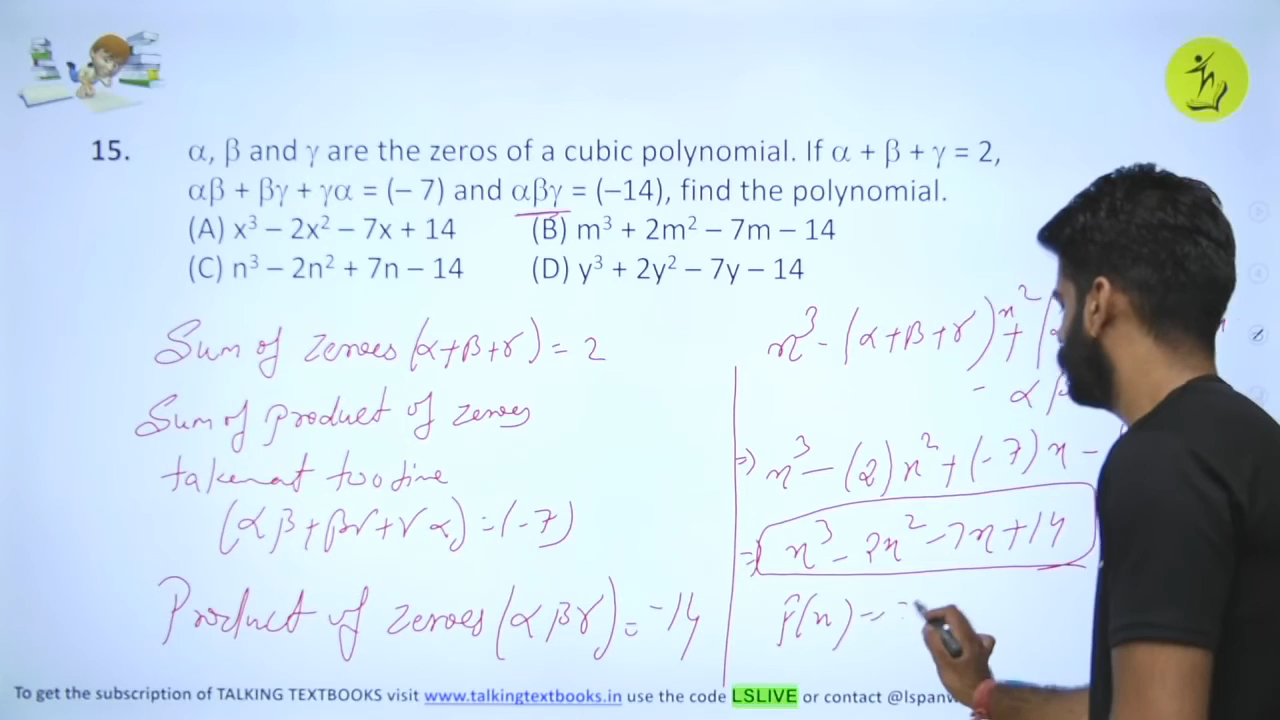 15. α, β and γ are the zeros of a cubic polynomial. If α + β + γ = 2,
αβ + βγ + γα = (– 7) and αβγ = (–14), find the polynomial.
(A) x³ – 2x² – 7x + 14 (B) m³ + 2m² – 7m – 14
(C) n³ – 2n² + 7n – 14 (D) y³ + 2y² – 7y – 14
Sum of zeroes (α+β+γ) = 2
Sum of product of zeroes
taken at two time
(αβ+βγ+γα) = (-7)
Product of zeroes (αβγ) = -14
x³ - (α+β+γ)x² + (
- αβ
⇒ x³ - (2)x² + (-7)x -
⇒ x³ - 2x² - 7x + 14
f(x) =
To get the subscription of TALKING TEXTBOOKS visit www.talkingtextbooks.in use the code LSLIVE or contact